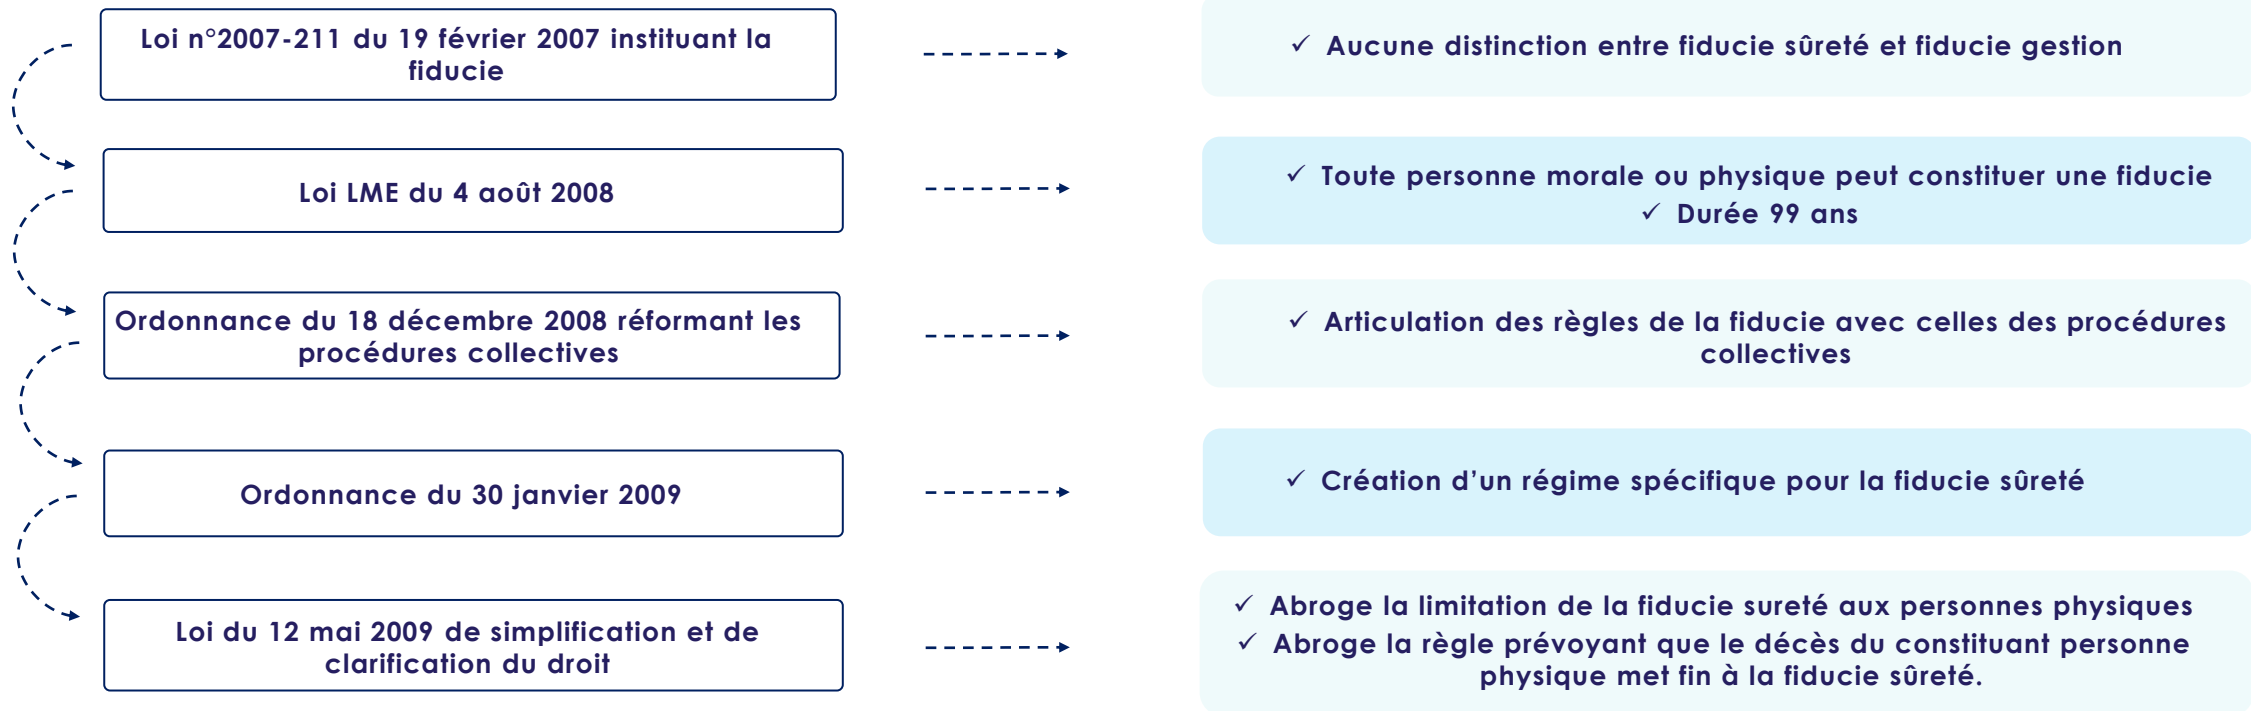 Loi n°2007-211 du 19 février 2007 instituant la
fiducie
✓ Aucune distinction entre fiducie sûreté et fiducie gestion
Loi LME du 4 août 2008
✓ Toute personne morale ou physique peut constituer une fiducie
✓ Durée 99 ans
Ordonnance du 18 décembre 2008 réformant les
procédures collectives
✓ Articulation des règles de la fiducie avec celles des procédures
collectives
Ordonnance du 30 janvier 2009
✓ Création d’un régime spécifique pour la fiducie sûreté
Loi du 12 mai 2009 de simplification et de
clarification du droit
✓ Abroge la limitation de la fiducie sureté aux personnes physiques
✓ Abroge la règle prévoyant que le décès du constituant personne
physique met fin à la fiducie sûreté.